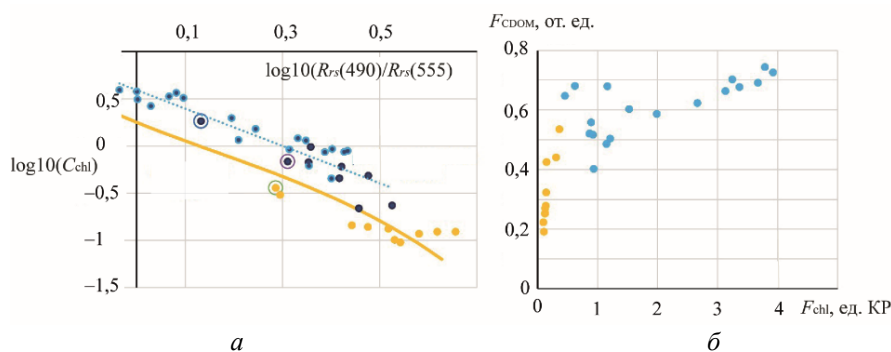 0,1 0,3 0,5
log10(Rrs(490)/Rrs(555)
0,5
0
log10(Cchl)
–0,5
–1
–1,5
а
FCDOM, от. ед.
0,8
0,6
0,4
0,2
0
0 1 2 3 4
Fchl, ед. КР
б